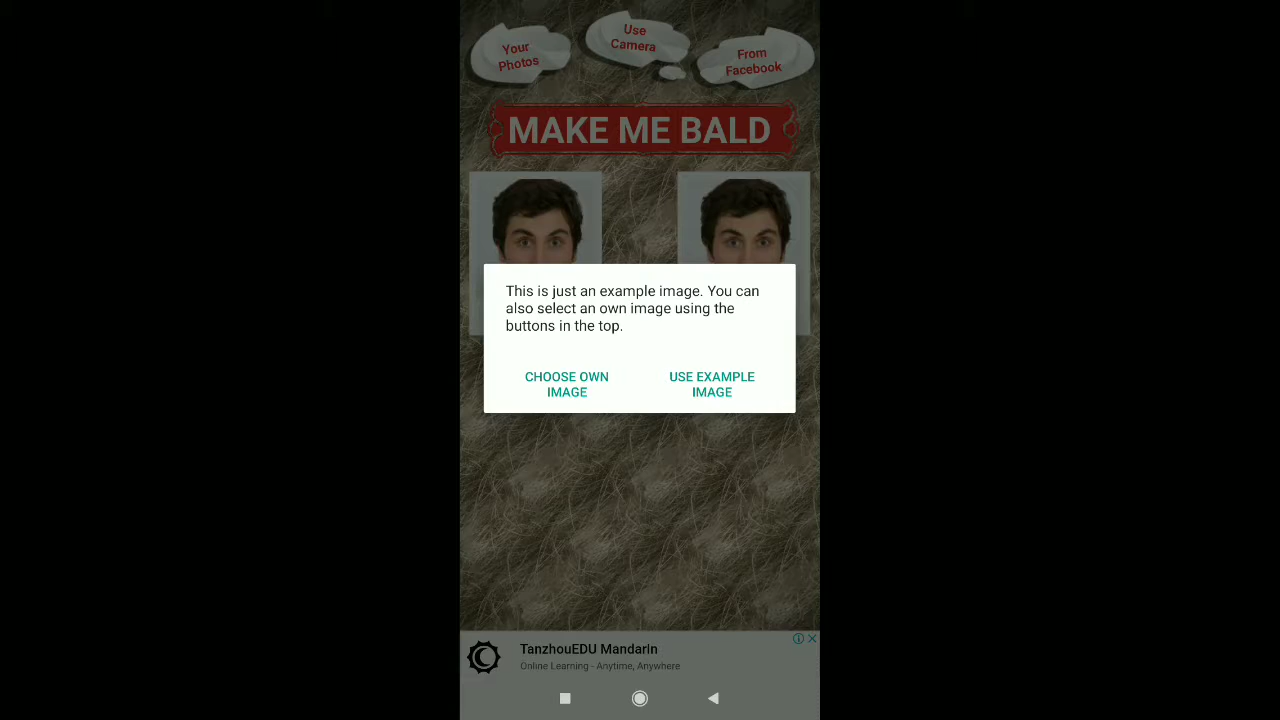 Your
Photos
Use
Camera
From
Facebook
MAKE ME BALD
This is just an example image. You can
also select an own image using the
buttons in the top.
CHOOSE OWN
IMAGE
USE EXAMPLE
IMAGE
TanzhouEDU Mandarin
Online Learning - Anytime, Anywhere